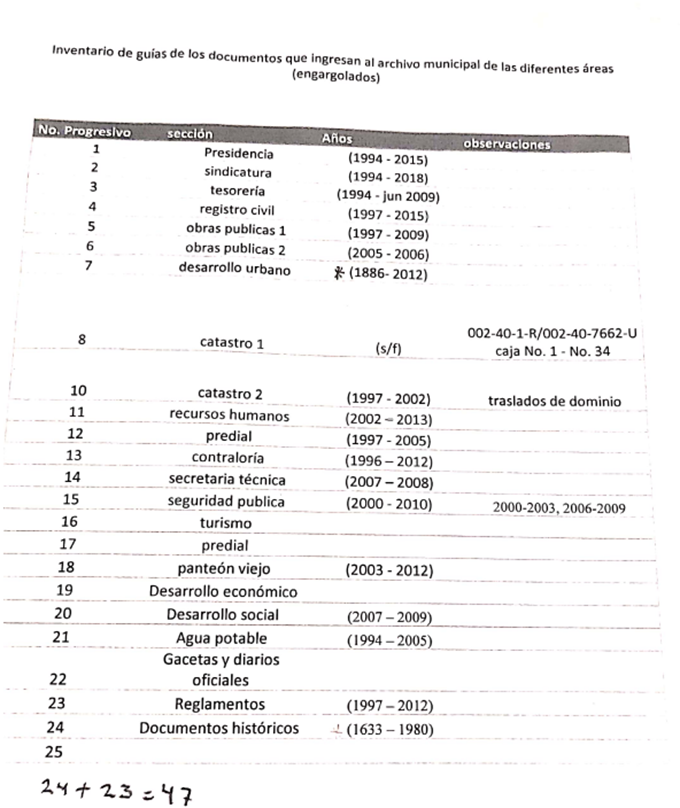 Inventario de guías de los documentos que ingresan al archivo municipal de las diferentes áreas
(engargolados)
No. Progresivo sección Años observaciones
1 Presidencia (1994 - 2015)
2 sindicatura (1994 - 2018)
3 tesorería (1994 - jun 2009)
4 registro civil (1997 - 2015)
5 obras publicas 1 (1997 - 2009)
6 obras publicas 2 (2005 - 2006)
7 desarrollo urbano * (1886- 2012)
8 catastro 1 (s/f) 002-40-1-R/002-40-7662-U
caja No. 1 - No. 34
10 catastro 2 (1997 - 2002) traslados de dominio
11 recursos humanos (2002 – 2013)
12 predial (1997 - 2005)
13 contraloría (1996 – 2012)
14 secretaria técnica (2007 – 2008)
15 seguridad publica (2000 - 2010) 2000-2003, 2006-2009
16 turismo
17 predial
18 panteón viejo (2003 - 2012)
19 Desarrollo económico
20 Desarrollo social (2007 – 2009)
21 Agua potable (1994 – 2005)
Gacetas y diarios
22 oficiales
23 Reglamentos (1997 – 2012)
24 Documentos históricos (1633 – 1980)
25
24 + 23 = 47